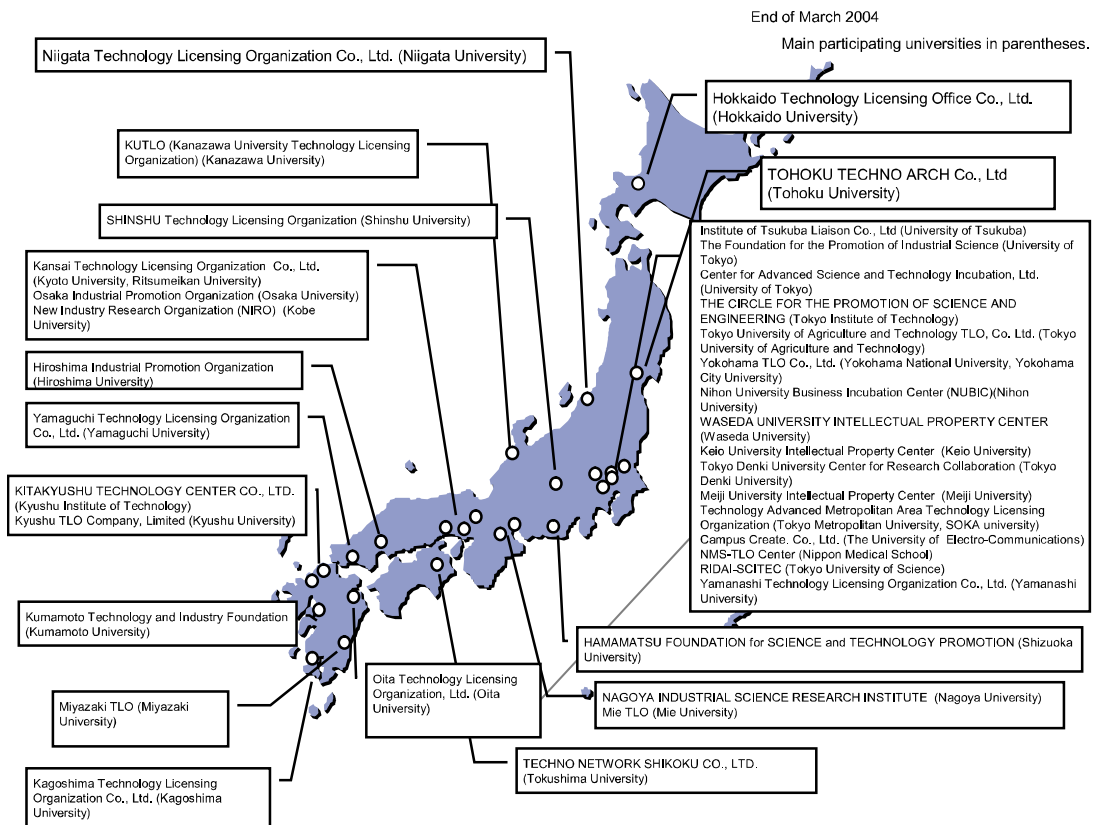 End of March 2004
Main participating universities in parentheses.
Niigata Technology Licensing Organization Co., Ltd. (Niigata University)
Hokkaido Technology Licensing Office Co., Ltd.
(Hokkaido University)
KUTLO (Kanazawa University Technology Licensing
Organization) (Kanazawa University)
TOHOKU TECHNO ARCH Co., Ltd
(Tohoku University)
SHINSHU Technology Licensing Organization (Shinshu University)
Institute of Tsukuba Liaison Co., Ltd (University of Tsukuba)
The Foundation for the Promotion of Industrial Science (University of
Tokyo)
Center for Advanced Science and Technology Incubation, Ltd.
(University of Tokyo)
THE CIRCLE FOR THE PROMOTION OF SCIENCE AND
ENGINEERING (Tokyo Institute of Technology)
Tokyo University of Agriculture and Technology TLO, Co. Ltd. (Tokyo
University of Agriculture and Technology)
Yokohama TLO Co., Ltd. (Yokohama National University, Yokohama
City University)
Nihon University Business Incubation Center (NUBIC)(Nihon
University)
WASEDA UNIVERSITY INTELLECTUAL PROPERTY CENTER
(Waseda University)
Keio University Intellectual Property Center (Keio University)
Tokyo Denki University Center for Research Collaboration (Tokyo
Denki University)
Meiji University Intellectual Property Center (Meiji University)
Technology Advanced Metropolitan Area Technology Licensing
Organization (Tokyo Metropolitan University, SOKA university)
Campus Create. Co., Ltd. (The University of Electro-Communications)
NMS-TLO Center (Nippon Medical School)
RIDAI-SCITEC (Tokyo University of Science)
Yamanashi Technology Licensing Organization Co., Ltd. (Yamanashi
University)
Kansai Technology Licensing Organization Co., Ltd.
(Kyoto University, Ritsumeikan University)
Osaka Industrial Promotion Organization (Osaka University)
New Industry Research Organization (NIRO) (Kobe
University)
Hiroshima Industrial Promotion Organization
(Hiroshima University)
Yamaguchi Technology Licensing Organization
Co., Ltd. (Yamaguchi University)
KITAKYUSHU TECHNOLOGY CENTER CO., LTD.
(Kyushu Institute of Technology)
Kyushu TLO Company, Limited (Kyushu University)
Kumamoto Technology and Industry Foundation
(Kumamoto University)
HAMAMATSU FOUNDATION for SCIENCE and TECHNOLOGY PROMOTION (Shizuoka
University)
Oita Technology Licensing
Organization, Ltd. (Oita
University)
NAGOYA INDUSTRIAL SCIENCE RESEARCH INSTITUTE (Nagoya University)
Mie TLO (Mie University)
Miyazaki TLO (Miyazaki
University)
TECHNO NETWORK SHIKOKU CO., LTD.
(Tokushima University)
Kagoshima Technology Licensing
Organization Co., Ltd. (Kagoshima
University)